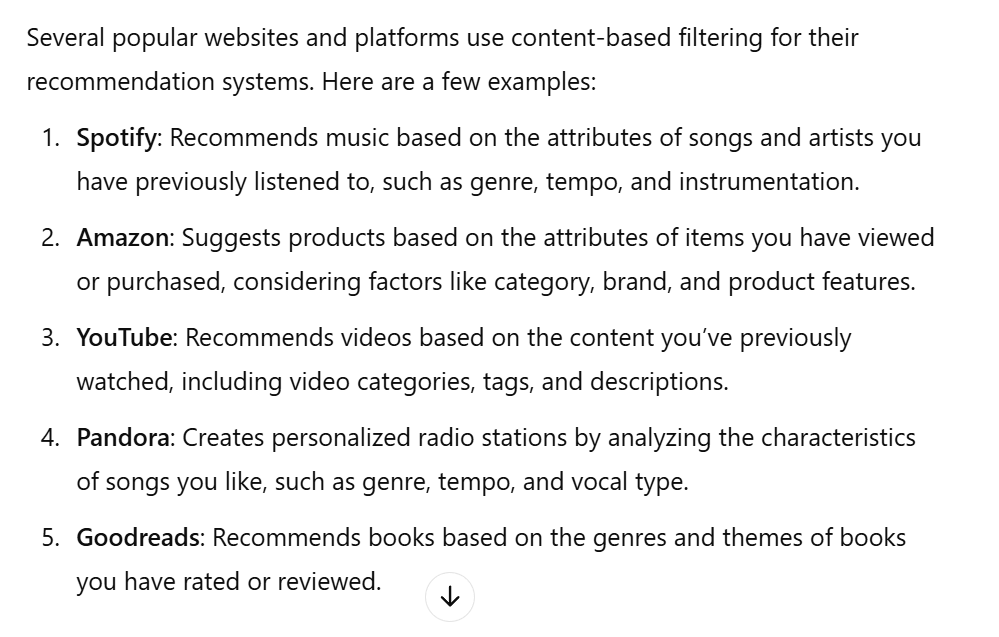 Several popular websites and platforms use content-based filtering for their
recommendation systems. Here are a few examples:
1. Spotify: Recommends music based on the attributes of songs and artists you
have previously listened to, such as genre, tempo, and instrumentation.
2. Amazon: Suggests products based on the attributes of items you have viewed
or purchased, considering factors like category, brand, and product features.
3. YouTube: Recommends videos based on the content you’ve previously
watched, including video categories, tags, and descriptions.
4. Pandora: Creates personalized radio stations by analyzing the characteristics
of songs you like, such as genre, tempo, and vocal type.
5. Goodreads: Recommends books based on the genres and themes of books
you have rated or reviewed.